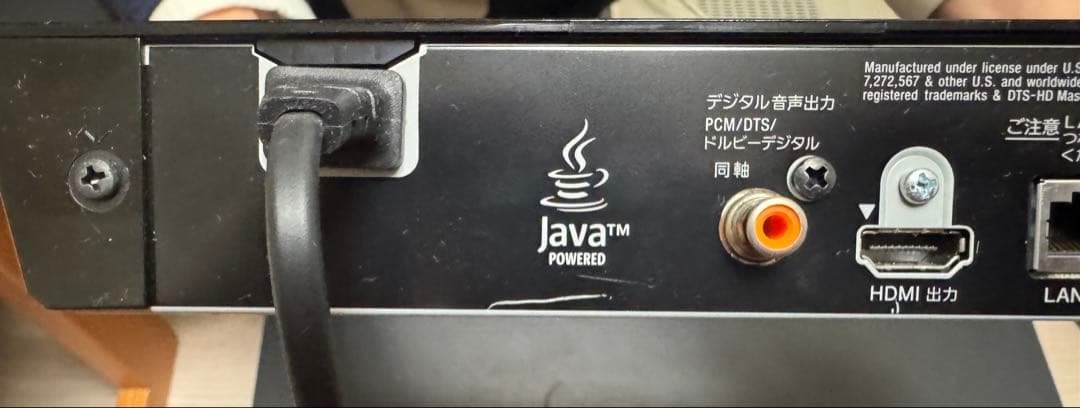 Manufactured under license under U.S
7,272,567 & other U.S. and worldwide
registered trademarks & DTS-HD Mas
デジタル音声出力
PCM/DTS/
ドルビーデジタル
同軸
Java™
POWERED
ご注意
HDMI 出力
LAN